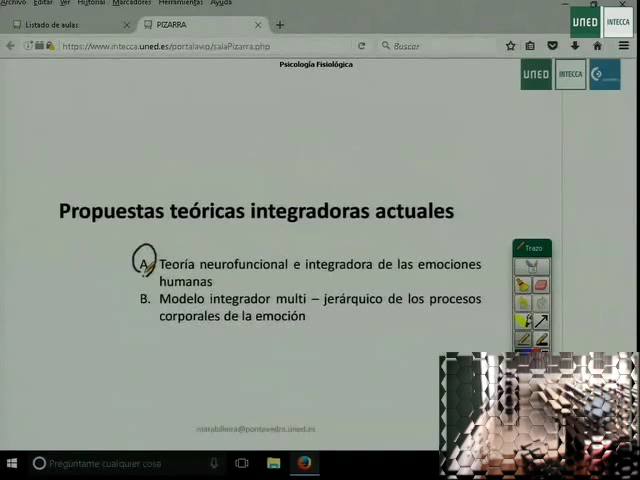 Archivo Editar Ver Historial Marcadores Herramientas Ayuda
Listado de aulas:
PIZARRA
https://www.intecca.uned.es/portalavip/salaPizarra.php
Buscar
UNED INTECCA
Psicología Fisiológica
UNED INTECCA
Propuestas teóricas integradoras actuales
A. Teoría neurofuncional e integradora de las emociones
humanas
B. Modelo integrador multi – jerárquico de los procesos
corporales de la emoción
Trazo
marabilleira@pontevedra.uned.es
Pregúntame cualquier cosa